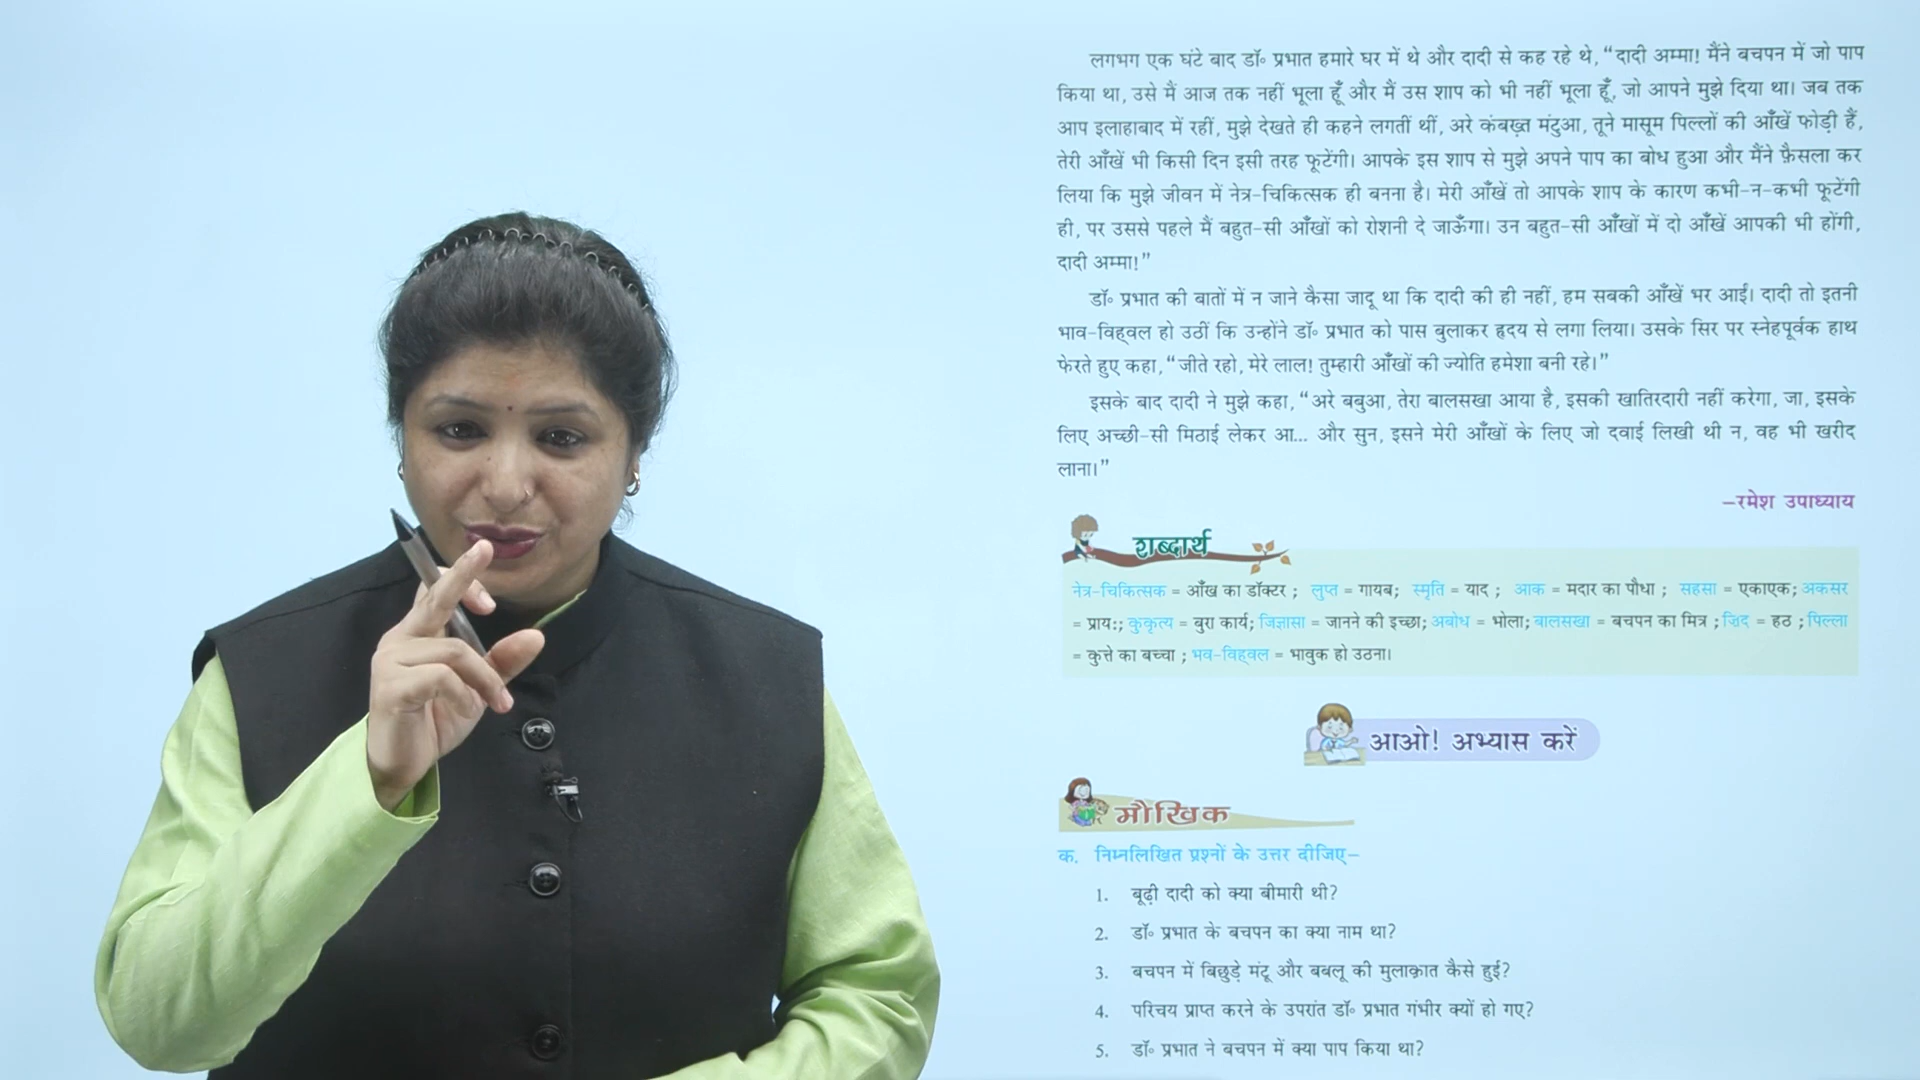 लगभग एक घंटे बाद डॉ॰ प्रभात हमारे घर में थे और दादी से कह रहे थे, “दादी अम्मा! मैंने बचपन में जो पाप
किया था, उसे मैं आज तक नहीं भूला हूँ और मैं उस शाप को भी नहीं भूला हूँ, जो आपने मुझे दिया था। जब तक
आप इलाहाबाद में रहीं, मुझे देखते ही कहने लगतीं थीं, अरे कंबख़्त मंटुआ, तूने मासूम पिल्लों की आँखें फोड़ी हैं,
तेरी आँखें भी किसी दिन इसी तरह फूटेंगी। आपके इस शाप से मुझे अपने पाप का बोध हुआ और मैंने फ़ैसला कर
लिया कि मुझे जीवन में नेत्र-चिकित्सक ही बनना है। मेरी आँखें तो आपके शाप के कारण कभी-न-कभी फूटेंगी
ही, पर उससे पहले मैं बहुत-सी आँखों को रोशनी दे जाऊँगा। उन बहुत-सी आँखों में दो आँखें आपकी भी होंगी,
दादी अम्मा!”
डॉ॰ प्रभात की बातों में न जाने कैसा जादू था कि दादी की ही नहीं, हम सबकी आँखें भर आईं। दादी तो इतनी
भाव-विह्वल हो उठीं कि उन्होंने डॉ॰ प्रभात को पास बुलाकर हृदय से लगा लिया। उसके सिर पर स्नेहपूर्वक हाथ
फेरते हुए कहा, “जीते रहो, मेरे लाल! तुम्हारी आँखों की ज्योति हमेशा बनी रहे।”
इसके बाद दादी ने मुझे कहा, “अरे बबुआ, तेरा बालसखा आया है, इसकी खातिरदारी नहीं करेगा, जा, इसके
लिए अच्छी-सी मिठाई लेकर आ... और सुन, इसने मेरी आँखों के लिए जो दवाई लिखी थी न, वह भी खरीद
लाना।”
—रमेश उपाध्याय
शब्दार्थ
नेत्र-चिकित्सक = आँख का डॉक्टर ; लुप्त = गायब; स्मृति = याद ; आक = मदार का पौधा ; सहसा = एकाएक; अकसर
= प्राय:; कुकृत्य = बुरा कार्य; जिज्ञासा = जानने की इच्छा; अबोध = भोला; बालसखा = बचपन का मित्र ; ज़िद = हठ ; पिल्ला
= कुत्ते का बच्चा ; भव-विह्वल = भावुक हो उठना।
आओ! अभ्यास करें
मौखिक
क. निम्नलिखित प्रश्नों के उत्तर दीजिए—
1. बूढ़ी दादी को क्या बीमारी थी?
2. डॉ॰ प्रभात के बचपन का क्या नाम था?
3. बचपन में बिछुड़े मंटू और बबलू की मुलाक़ात कैसे हुई?
4. परिचय प्राप्त करने के उपरांत डॉ॰ प्रभात गंभीर क्यों हो गए?
5. डॉ॰ प्रभात ने बचपन में क्या पाप किया था?